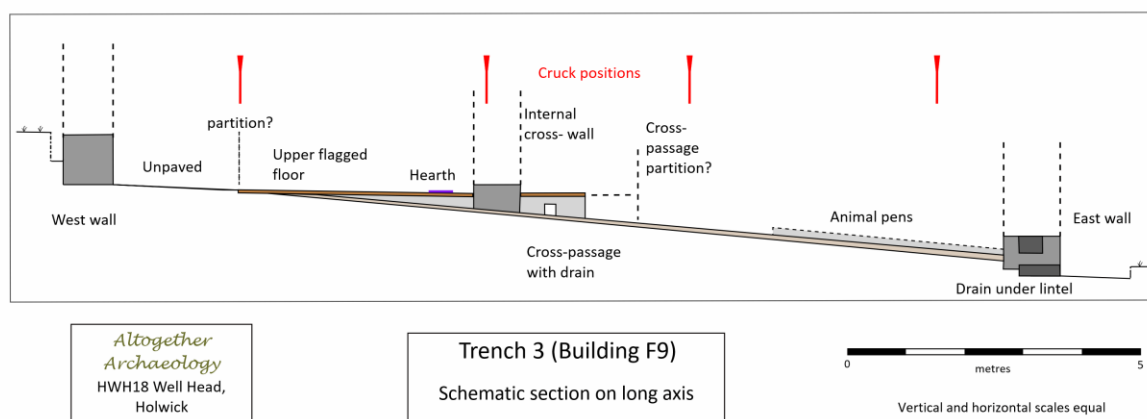 Cruck positions
partition?
Internal
cross- wall
Cross-
passage
partition?
Unpaved
Upper flagged
floor
Hearth
West wall
Animal pens
East wall
Cross-passage
with drain
Drain under lintel
Altogether
Archaeology
HWH18 Well Head,
Holwick
Trench 3 (Building F9)
Schematic section on long axis
0
metres
5
Vertical and horizontal scales equal